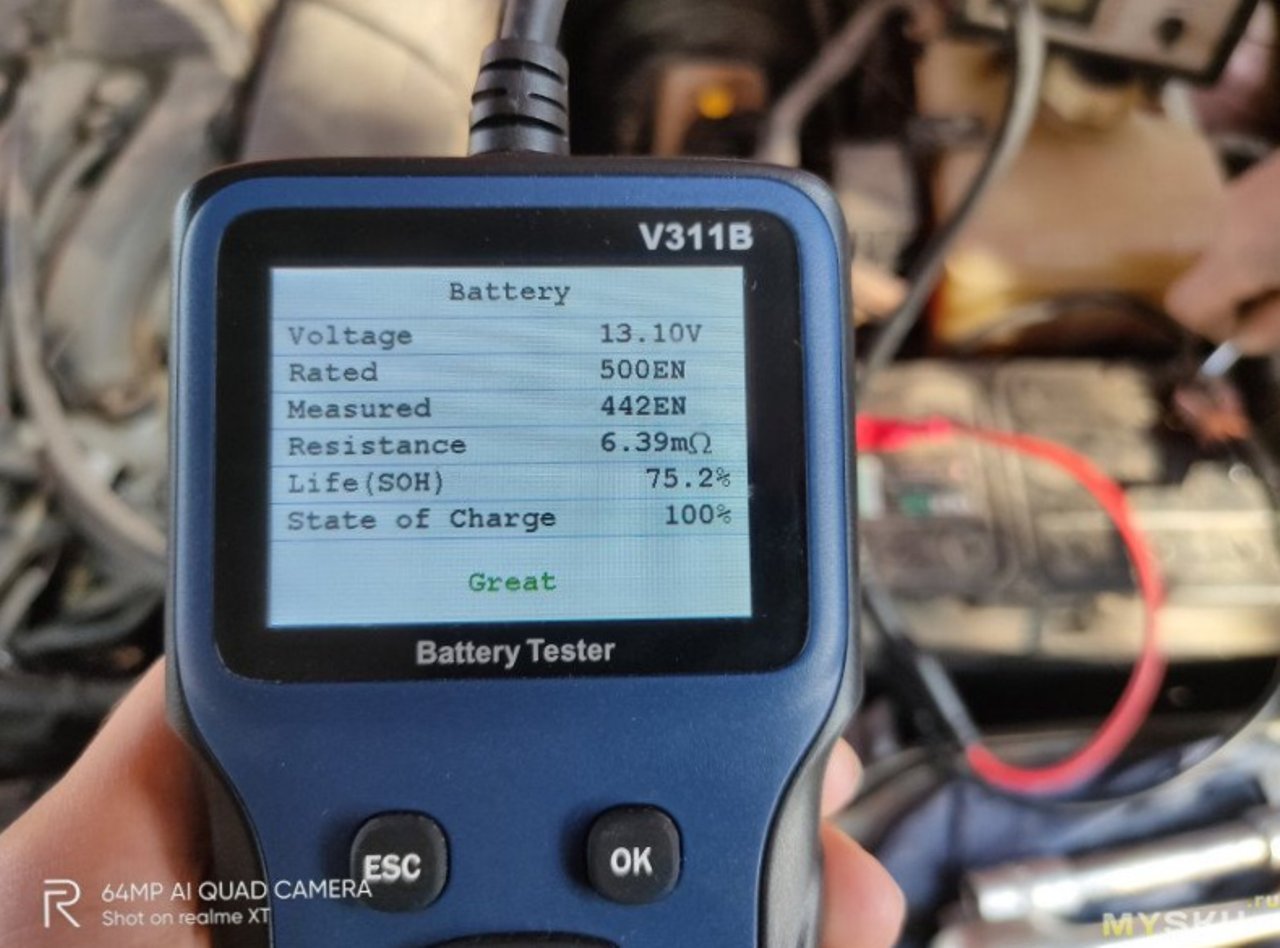 V311B
Battery
Voltage 13.10V
Rated 500EN
Measured 442EN
Resistance 6.39mΩ
Life(SOH) 75.2%
State of Charge 100%
Great
Battery Tester
ESC OK
64MP AI QUAD CAMERA
Shot on realme XT